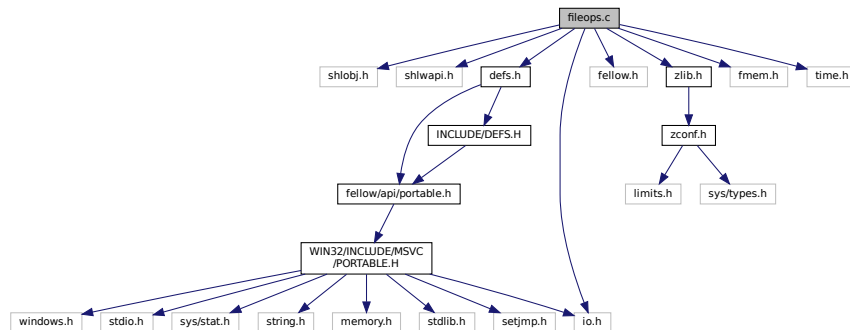 fileops.c
shlobj.h
shlwapi.h
defs.h
fellow.h
zlib.h
fmem.h
time.h
INCLUDE/DEFS.H
zconf.h
fellow/api/portable.h
limits.h
sys/types.h
WIN32/INCLUDE/MSVC
/PORTABLE.H
windows.h
stdio.h
sys/stat.h
string.h
memory.h
stdlib.h
setjmp.h
io.h